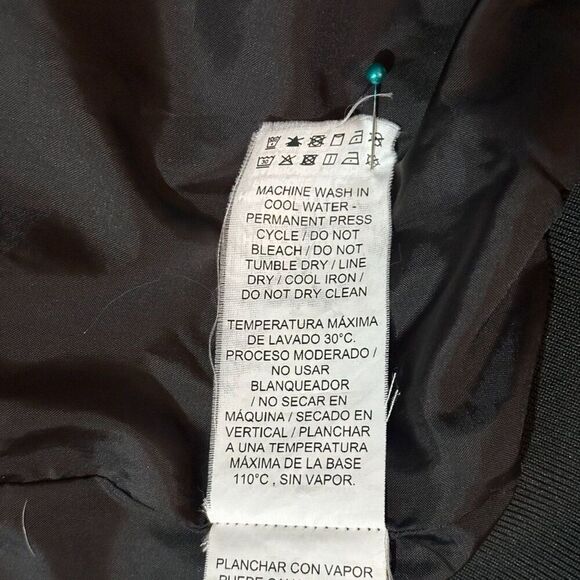 MACHINE WASH IN
COOL WATER -
PERMANENT PRESS
CYCLE / DO NOT
BLEACH / DO NOT
TUMBLE DRY / LINE
DRY / COOL IRON /
DO NOT DRY CLEAN
TEMPERATURA MÁXIMA
DE LAVADO 30°C.
PROCESO MODERADO /
NO USAR
BLANQUEADOR
/ NO SECAR EN
MÁQUINA / SECADO EN
VERTICAL / PLANCHAR
A UNA TEMPERATURA
MÁXIMA DE LA BASE
110°C , SIN VAPOR.
PLANCHAR CON VAPOR
PUEDE